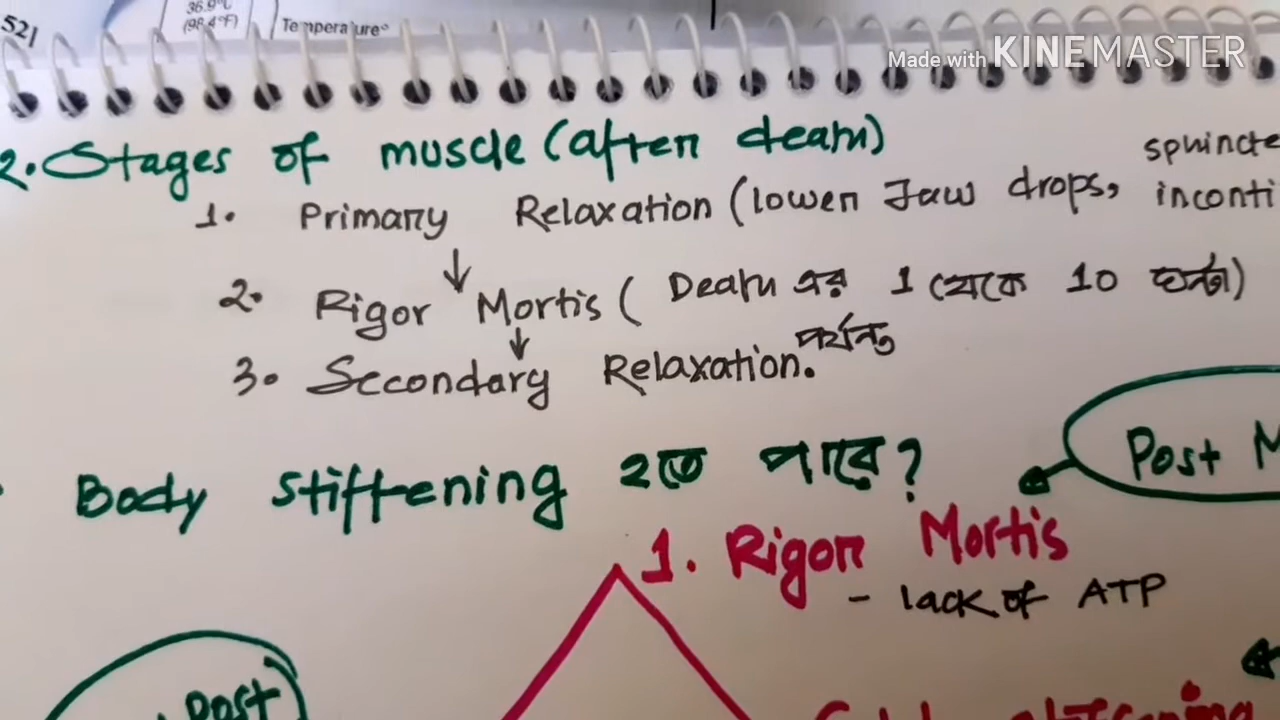 36.9°C
(98.4°F)
Temperature°
521
Made with KINEMASTER
2. Stages of muscle (after death)
1. Primary Relaxation (lower Jaw drops, sphincte
inconti
2. Rigor Mortis ( Death এর 1 থেকে 10 ঘন্টা)
পর্যন্ত
3. Secondary Relaxation.
Body stiffening হতে পারে?
Post M
1. Rigor Mortis
- lack of ATP
Post